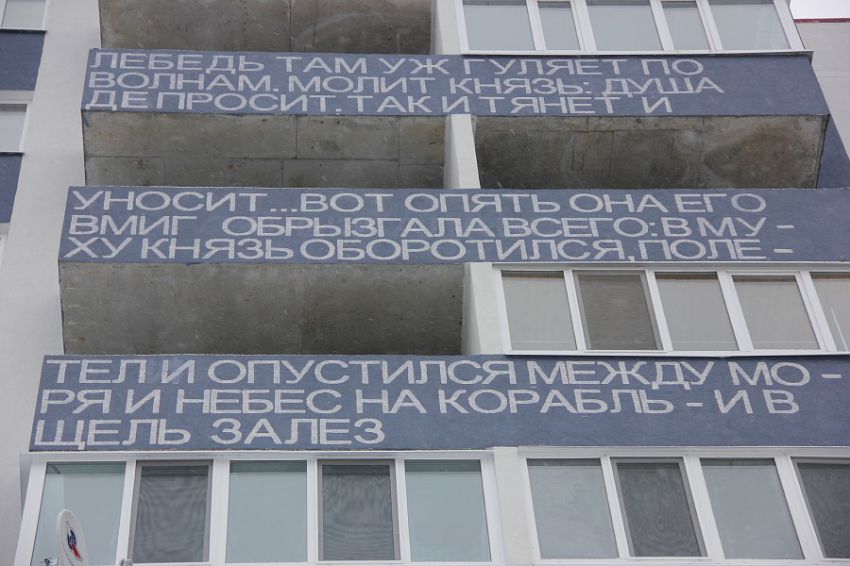 ЛЕБЕДЬ ТАМ УЖ ГУЛЯЕТ ПО
ВОЛНАМ. МОЛИТ КНЯЗЬ: ДУША
ДЕ ПРОСИТ. ТАК И ТЯНЕТ И
УНОСИТ...ВОТ ОПЯТЬ ОНА ЕГО
ВМИГ ОБРЫЗГАЛА ВСЕГО: В МУ -
ХУ КНЯЗЬ ОБОРОТИЛСЯ, ПОЛЕ -
ТЕЛ И ОПУСТИЛСЯ МЕЖДУ МО -
РЯ И НЕБЕС НА КОРАБЛЬ - И В
ЩЕЛЬ ЗАЛЕЗ